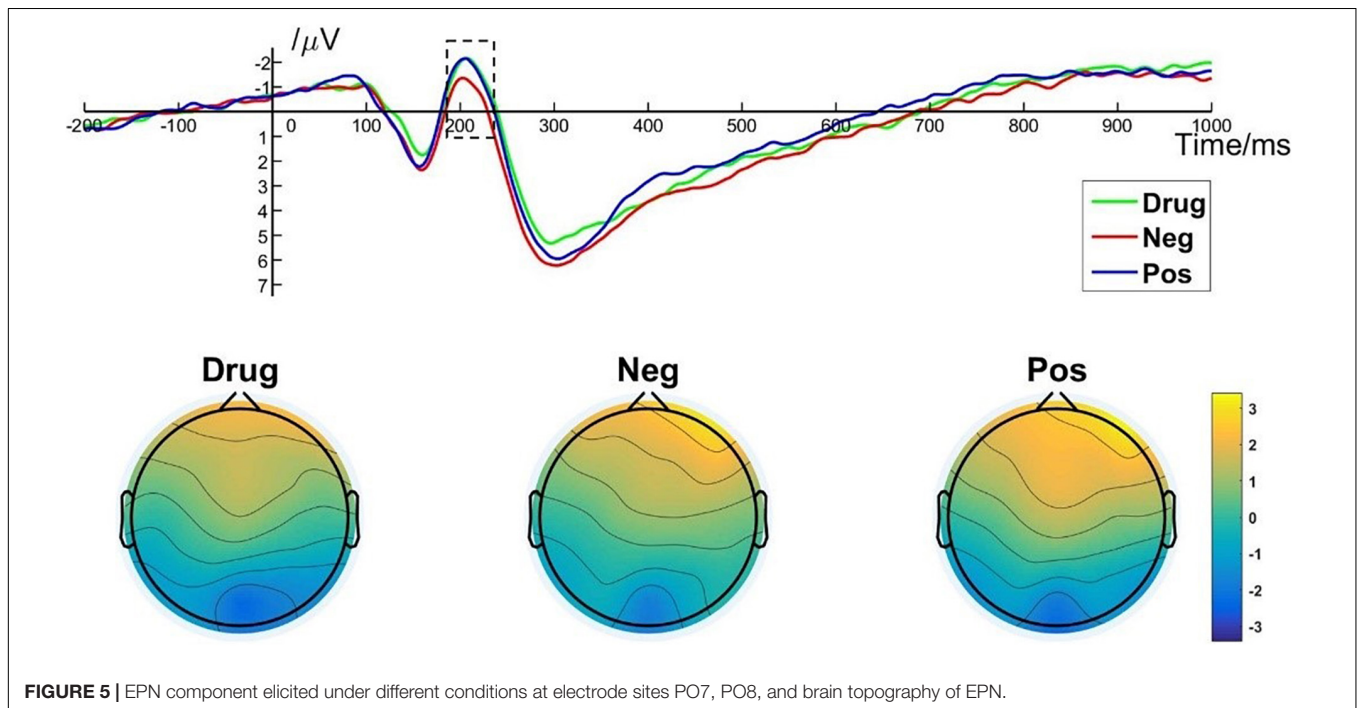 /μV
-2
-1
-200 -100 0 100 200 300 400 500 600 700 800 900 1000
1
Time/ms
2
3
4
5
6
7
Drug
Neg
Pos
Drug Neg Pos
3
2
1
0
-1
-2
-3
FIGURE 5 | EPN component elicited under different conditions at electrode sites PO7, PO8, and brain topography of EPN.